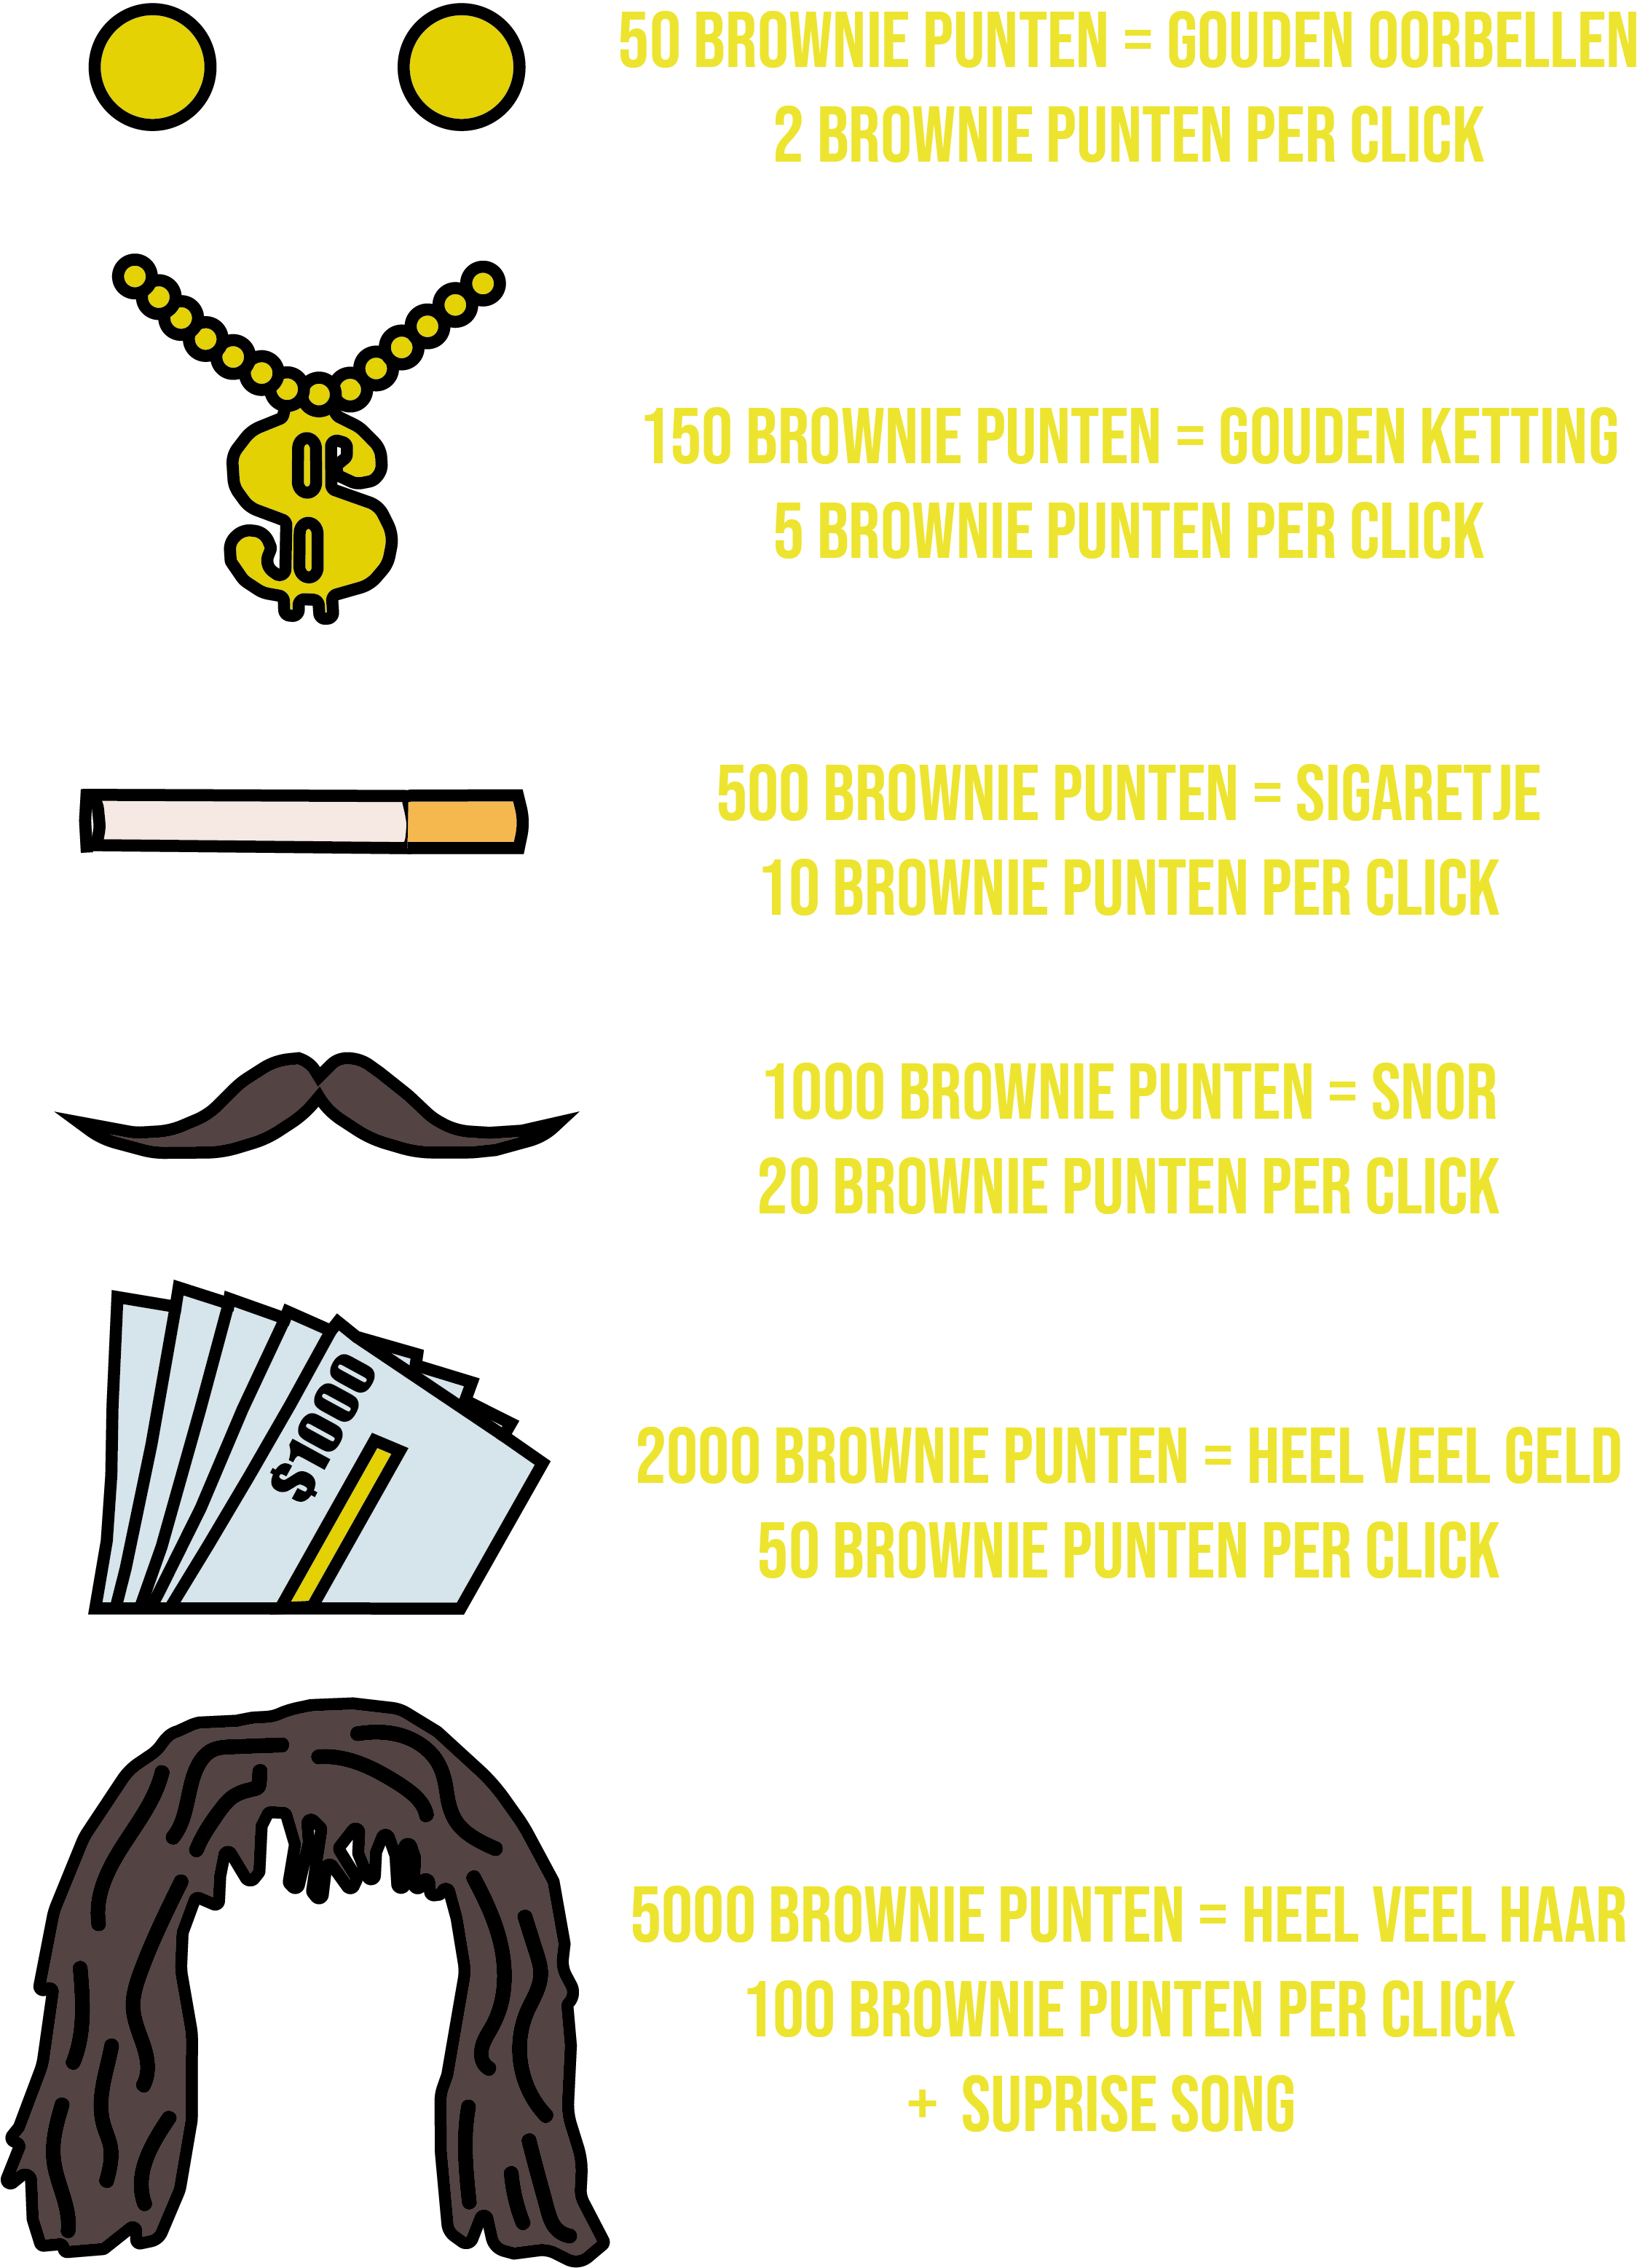 50 BROWNIE PUNTEN = GOUDEN OORBELLEN
2 BROWNIE PUNTEN PER CLICK
150 BROWNIE PUNTEN = GOUDEN KETTING
5 BROWNIE PUNTEN PER CLICK
500 BROWNIE PUNTEN = SIGARETJE
10 BROWNIE PUNTEN PER CLICK
1000 BROWNIE PUNTEN = SNOR
20 BROWNIE PUNTEN PER CLICK
$1000
2000 BROWNIE PUNTEN = HEEL VEEL GELD
50 BROWNIE PUNTEN PER CLICK
5000 BROWNIE PUNTEN = HEEL VEEL HAAR
100 BROWNIE PUNTEN PER CLICK
+ SUPRISE SONG